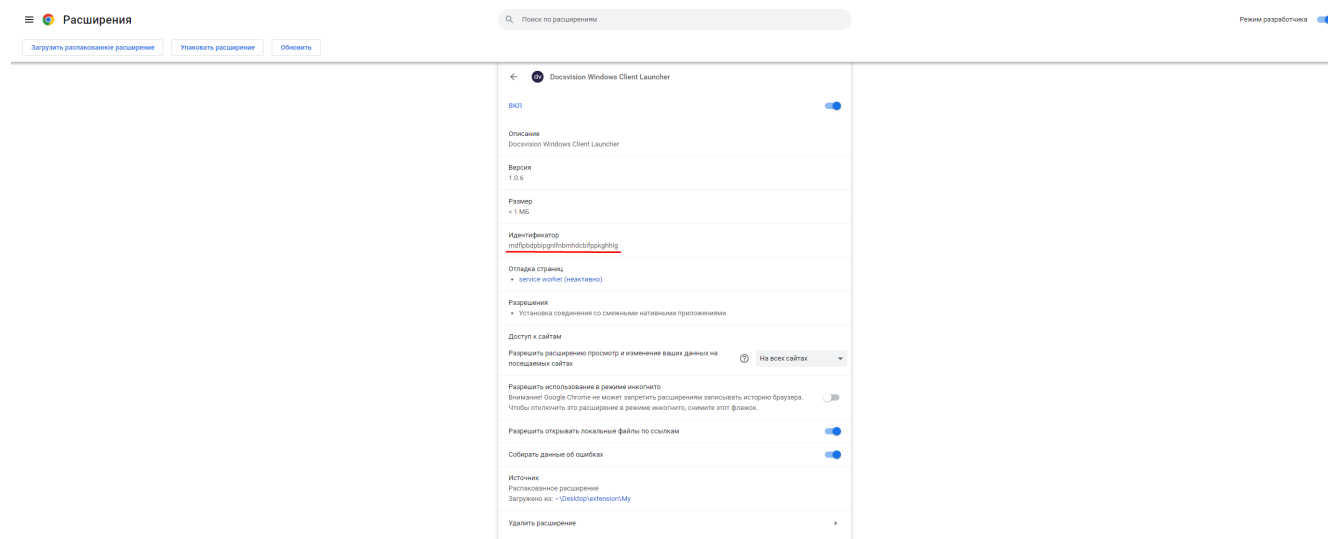 Расширения
Поиск по расширениям
Режим разработчика
Загрузить распакованное расширение
Упаковать расширение
Обновить
dv
Docsvision Windows Client Launcher
ВКЛ
Описание
Docsvision Windows Client Launcher
Версия
1.0.6
Размер
< 1 МБ
Идентификатор
mdflpbdpbipgnlfnbmhdcbifppkghhlg
Отладка страниц
• service worker (неактивно)
Разрешения
• Установка соединения со смежными нативными приложениями
Доступ к сайтам
Разрешить расширению просмотр и изменение ваших данных на
посещаемых сайтах
На всех сайтах
Разрешить использование в режиме инкогнито
Внимание! Google Chrome не может запретить расширениям записывать историю браузера.
Чтобы отключить это расширение в режиме инкогнито, снимите этот флажок.
Разрешить открывать локальные файлы по ссылкам
Собирать данные об ошибках
Источник
Распакованное расширение
Загружено из: ~\Desktop\extension\My
Удалить расширение